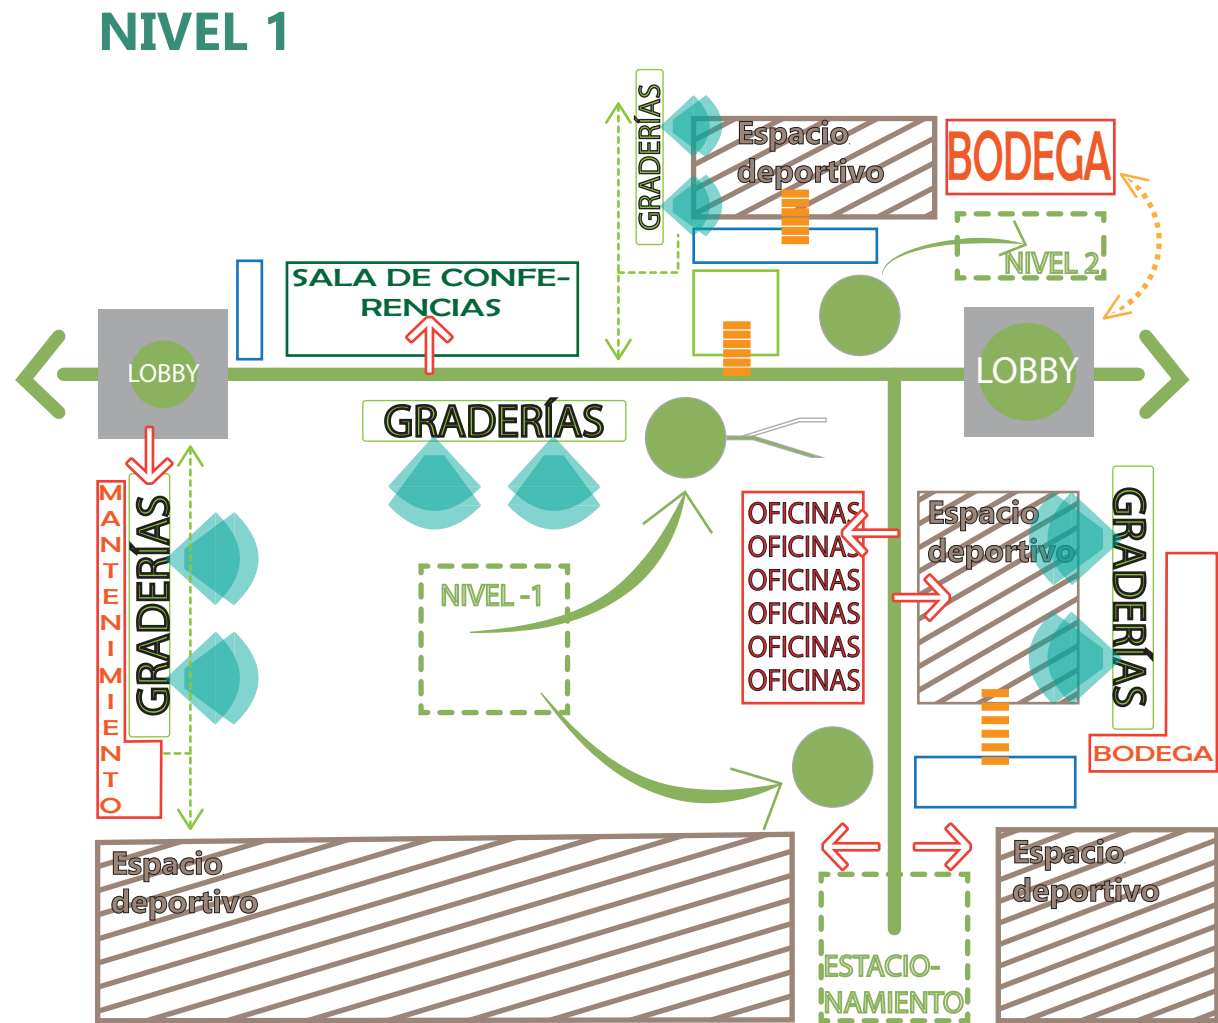 NIVEL 1
GRADERÍAS
Espacio
deportivo
BODEGA
NIVEL 2
SALA DE CONFE-
RENCIAS
LOBBY
LOBBY
GRADERÍAS
MANTENIMIENTO
GRADERÍAS
NIVEL -1
OFICINAS
OFICINAS
OFICINAS
OFICINAS
OFICINAS
OFICINAS
Espacio
deportivo
GRADERÍAS
BODEGA
Espacio
deportivo
ESTACIO-
NAMIENTO
Espacio
deportivo